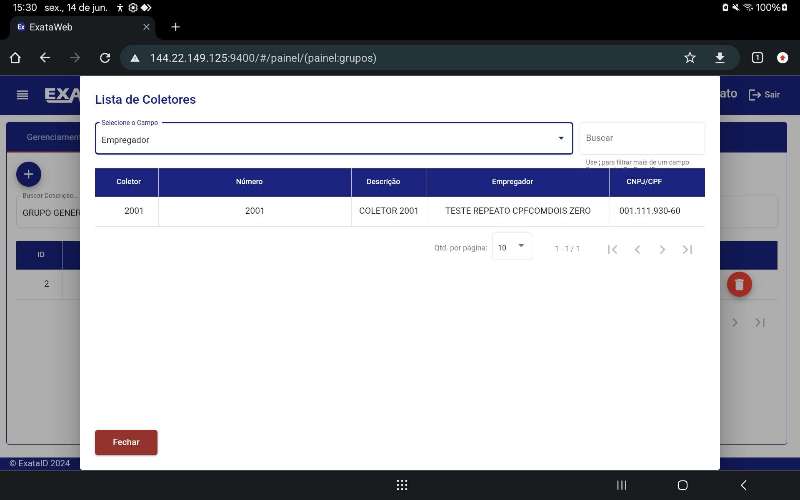 15:30 sex., 14 de jun. 100%
ExataWeb
144.22.149.125:9400/#/painel/(painel:grupos)
1
EXA
ato
Sair
Lista de Coletores
Gerenciament
Selecione o Campo
Empregador
Buscar
Use ; para filtrar mais de um campo
Coletor Número Descrição Empregador CNPJ/CPF
2001 2001 COLETOR 2001 TESTE REPEATO CPFCOMDOIS ZERO 001.111.930-60
Qtd. por página: 10 1 - 1 / 1
Buscar Descrição...
GRUPO GENER
ID
2
Fechar
© ExataID 2024